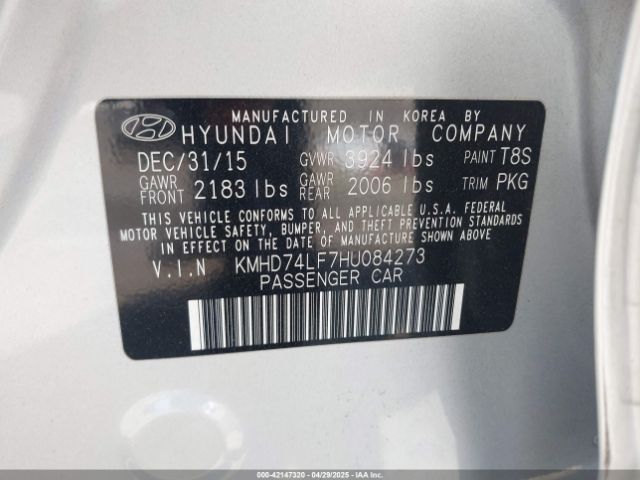 MANUFACTURED IN KOREA BY
HYUNDAI MOTOR COMPANY
DEC/31/15 GVWR 3924 lbs PAINT T8S
GAWR FRONT 2183 lbs GAWR REAR 2006 lbs TRIM PKG
THIS VEHICLE CONFORMS TO ALL APPLICABLE U.S.A. FEDERAL
MOTOR VEHICLE SAFETY, BUMPER, AND THEFT PREVENTION STANDARDS
IN EFFECT ON THE DATE OF MANUFACTURE SHOWN ABOVE.
V.I.N KMHD74LF7HU084273
PASSENGER CAR
000-42147320 04/29/2025 Copart, Inc.